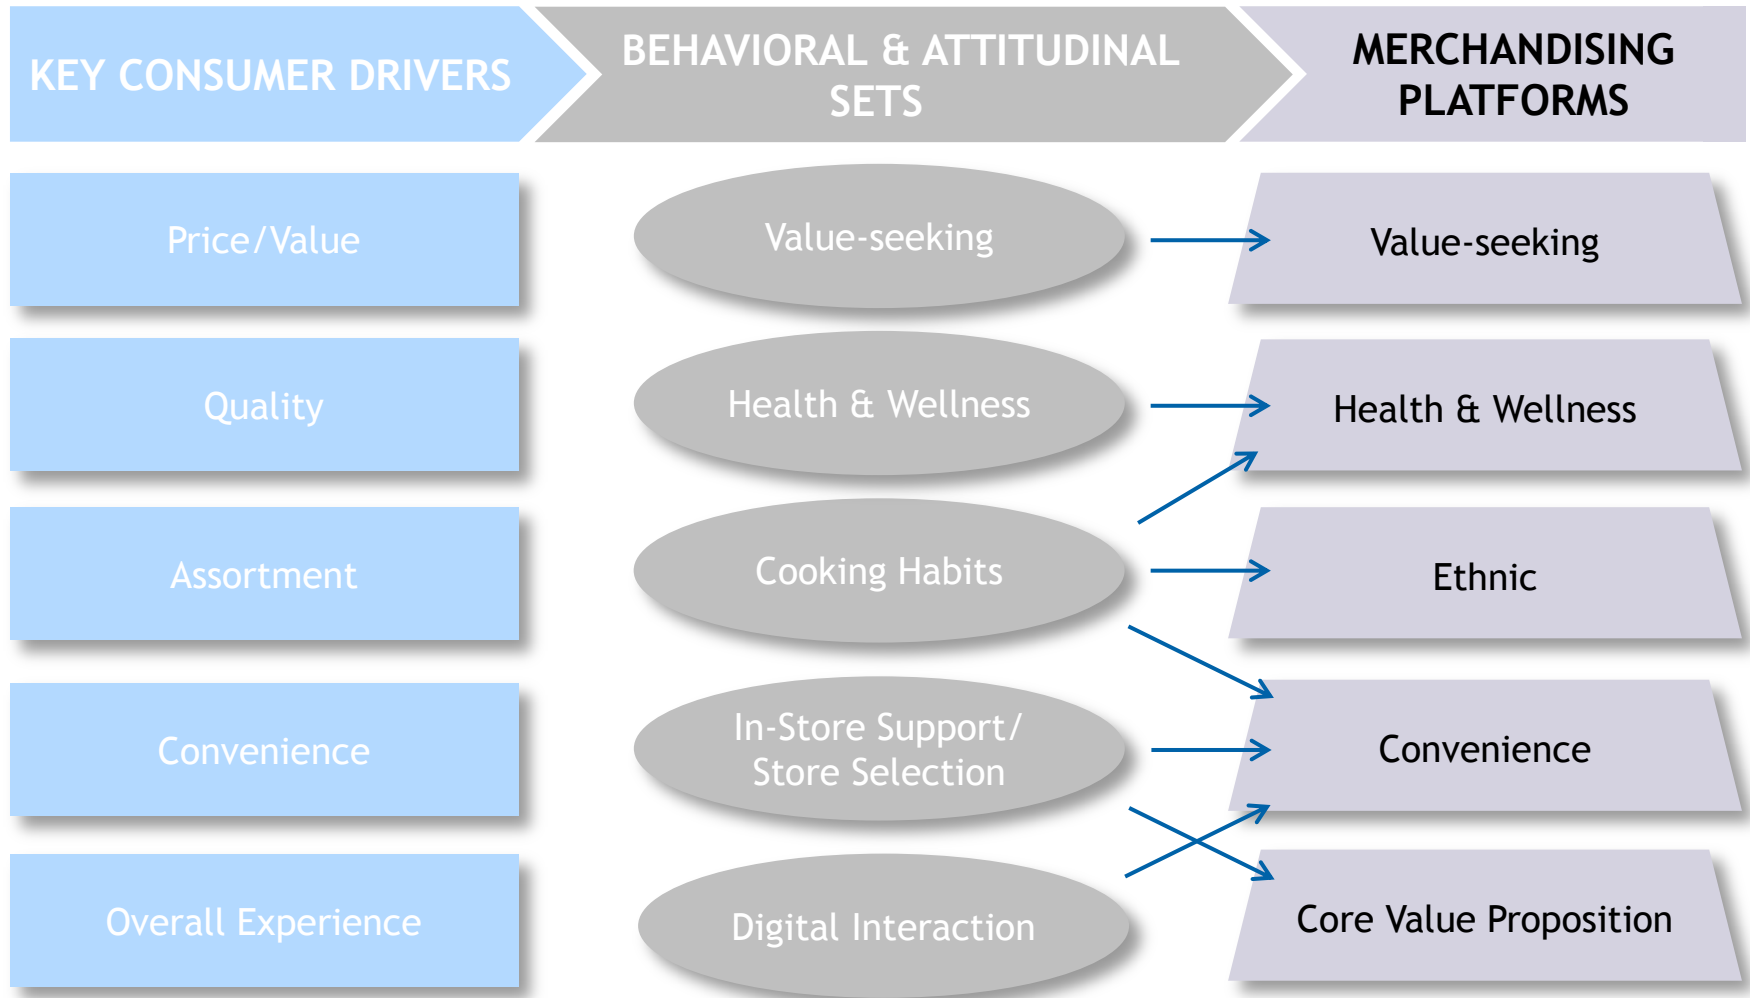 KEY CONSUMER DRIVERS
BEHAVIORAL & ATTITUDINAL
SETS
MERCHANDISING
PLATFORMS
Price/Value
Value-seeking
Value-seeking
Quality
Health & Wellness
Health & Wellness
Assortment
Cooking Habits
Ethnic
Convenience
In-Store Support/
Store Selection
Convenience
Overall Experience
Digital Interaction
Core Value Proposition